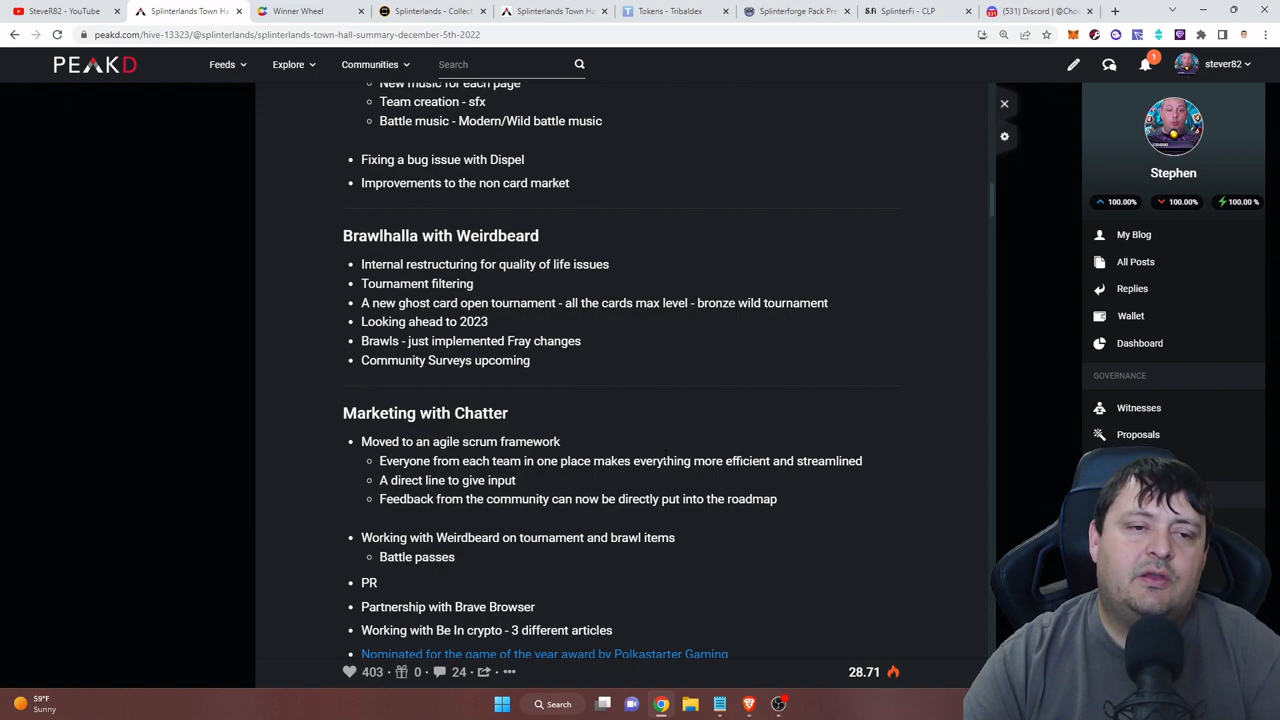 SteveR82 - YouTube
Splinterlands Town Ha
Winner Wheel
Splinterlands - Collect
Splinterlands Town Ha
Tokens - Tribaldex
Splinterforge Pack Pre
SplinterFi - CLP
(531) Discord | @Choo
peakd.com/hive-13323/@splinterlands/splinterlands-town-hall-summary-december-5th-2022
PEAKD
Feeds
Explore
Communities
Search
1
stever82
New music for each page
Team creation - sfx
Battle music - Modern/Wild battle music
Fixing a bug issue with Dispel
Improvements to the non card market
Brawlhalla with Weirdbeard
Internal restructuring for quality of life issues
Tournament filtering
A new ghost card open tournament - all the cards max level - bronze wild tournament
Looking ahead to 2023
Brawls - just implemented Fray changes
Community Surveys upcoming
Marketing with Chatter
Moved to an agile scrum framework
Everyone from each team in one place makes everything more efficient and streamlined
A direct line to give input
Feedback from the community can now be directly put into the roadmap
Working with Weirdbeard on tournament and brawl items
Battle passes
PR
Partnership with Brave Browser
Working with Be In crypto - 3 different articles
Nominated for the game of the year award by Polkastarter Gaming
403 0 24
28.71
Stephen
100.00% 100.00% 100.00 %
My Blog
All Posts
Replies
Wallet
Dashboard
GOVERNANCE
Witnesses
Proposals
59°F
Sunny
Search